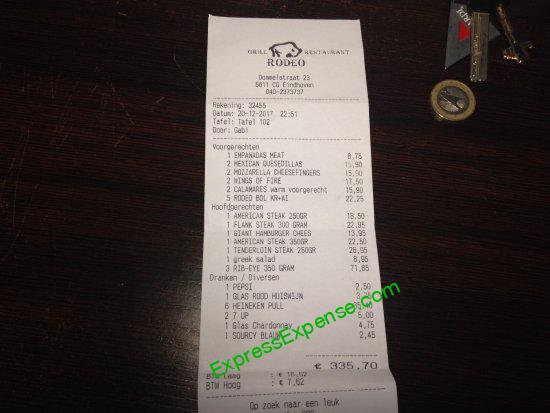 GRILL RESTAURANT
RODEO
Dommelstraat 23
5611 CG Eindhoven
040-2373737
Rekening: 32455
Datum: 20-12-2017 22:51
Tafel: Tafel 102
Door: Gabi
Voorgerechten
1 EMPANADAS MEAT 8,75
2 MEXICAN QUESEDILLAS 15,90
2 MOZZARELLA CHEESEFINGERS 15,90
2 WINGS OF FIRE 17,50
2 CALAMARES warm voorgerecht 15,90
5 RODEO BOL KR+AI 22,25
Hoofdgerechten
1 AMERICAN STEAK 250GR 18,50
1 FLANK STEAK 300 GRAM 22,95
1 GIANT HAMBURGER CHEES 13,95
1 AMERICAN STEAK 350GR 22,50
1 TENDERLOIN STEAK 250GR 26,95
1 greek salad 8,95
3 RIB-EYE 350 GRAM 71,85
Dranken / Diversen
1 PEPSI 2,50
1 GLAS ROOD HUISWIJN
6 HEINEKEN PULL
2 7 UP 5,00
1 Glas Chardonnay 4,75
1 SOURCY BLAUW 2,45
€ 335,70
BTW Laag : € 16,52
BTW Hoog : € 7,62
Op zoek naar een leuk
ExpressExpense.com